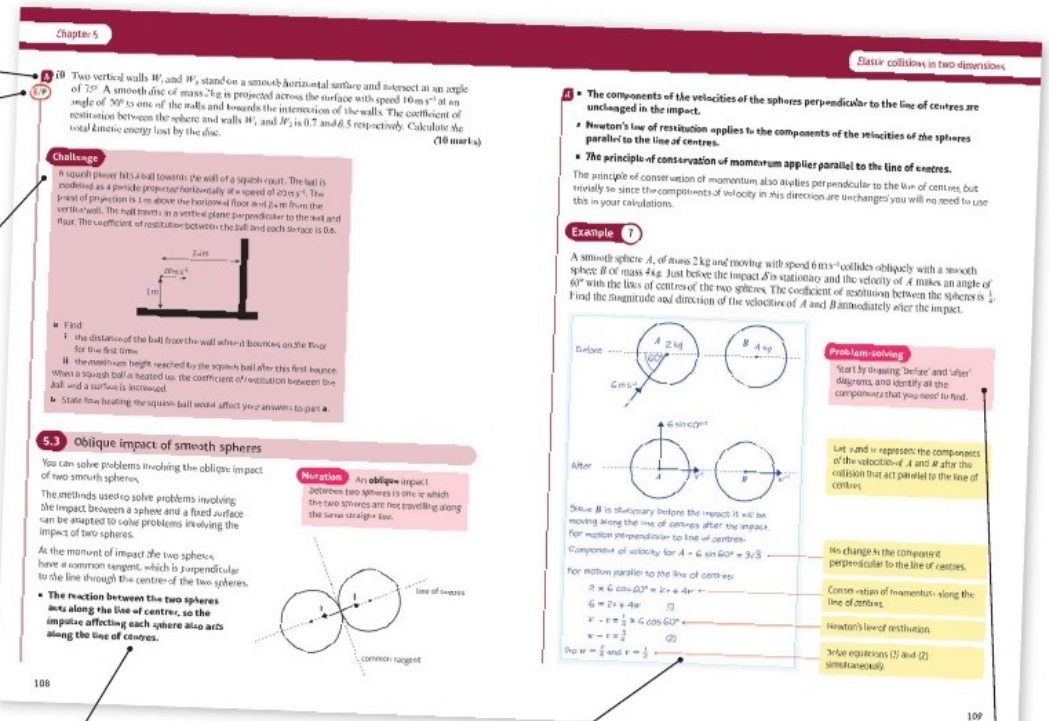 Chapter 5
A
E/P
10 Two vertical walls W₁ and W₂ stand on a smooth horizontal surface and intersect at an angle
of 75°. A smooth disc of mass 2 kg is projected across the surface with speed 10 m s⁻¹ at an
angle of 30° to one of the walls and towards the intersection of the walls. The coefficient of
restitution between the sphere and walls W₁ and W₂ is 0.7 and 0.5 respectively. Calculate the
total kinetic energy lost by the disc.
(10 marks)
Challenge
A squash player hits a ball towards the wall of a squash court. The ball is
modelled as a particle projected horizontally at a speed of 20 m s⁻¹. The
point of projection is 1 m above the horizontal floor and 2.4 m from the
vertical wall. The ball travels in a vertical plane perpendicular to the wall and
floor. The coefficient of restitution between the ball and each surface is 0.6.
2.4m
20 m s⁻¹
1m
a Find
i the distance of the ball from the wall when it bounces on the floor
for the first time
ii the maximum height reached by the squash ball after this first bounce.
When a squash ball is heated up, the coefficient of restitution between the
ball and a surface is increased.
b State how heating the squash ball would affect your answers to part a.
5.3 Oblique impact of smooth spheres
You can solve problems involving the oblique impact
of two smooth spheres.
The methods used to solve problems involving
the impact between a sphere and a fixed surface
can be adapted to solve problems involving the
impact of two spheres.
At the moment of impact the two spheres
have a common tangent, which is perpendicular
to the line through the centres of the two spheres.
▪ The reaction between the two spheres
acts along the line of centres, so the
impulse affecting each sphere also acts
along the line of centres.
Notation An oblique impact
between two spheres is one in which
the two spheres are not travelling along
the same straight line.
line of centres
I
I
common tangent
108
Elastic collisions in two dimensions
A ▪ The components of the velocities of the spheres perpendicular to the line of centres are
unchanged in the impact.
▪ Newton's law of restitution applies to the components of the velocities of the spheres
parallel to the line of centres.
▪ The principle of conservation of momentum applies parallel to the line of centres.
The principle of conservation of momentum also applies perpendicular to the line of centres, but
trivially so since the components of velocity in this direction are unchanged you will no need to use
this in your calculations.
Example 7
A smooth sphere A, of mass 2 kg and moving with speed 6 m s⁻¹ collides obliquely with a smooth
sphere B of mass 4 kg. Just before the impact B is stationary and the velocity of A makes an angle of
60° with the lines of centres of the two spheres. The coefficient of restitution between the spheres is ¼.
Find the magnitude and direction of the velocities of A and B immediately after the impact.
Before
A 2 kg
B 4 kg
60°
6 m s⁻¹
6 sin 60°
After
A
v
B
w
Since B is stationary before the impact it will be
moving along the line of centres after the impact.
For motion perpendicular to line of centres:
Component of velocity for A = 6 sin 60° = 3√3
For motion parallel to the line of centres:
2 × 6 cos 60° = 2v + 4w
6 = 2v + 4w (1)
w − v = ¼ × 6 cos 60°
w − v = ¾ (2)
So w = 5/4 and v = ½
Problem-solving
Start by drawing 'before' and 'after'
diagrams, and identify all the
components that you need to find.
Let v and w represent the components
of the velocities of A and B after the
collision that act parallel to the line of
centres.
No change in the component
perpendicular to the line of centres.
Conservation of momentum along the
line of centres.
Newton's law of restitution.
Solve equations (1) and (2)
simultaneously.
109